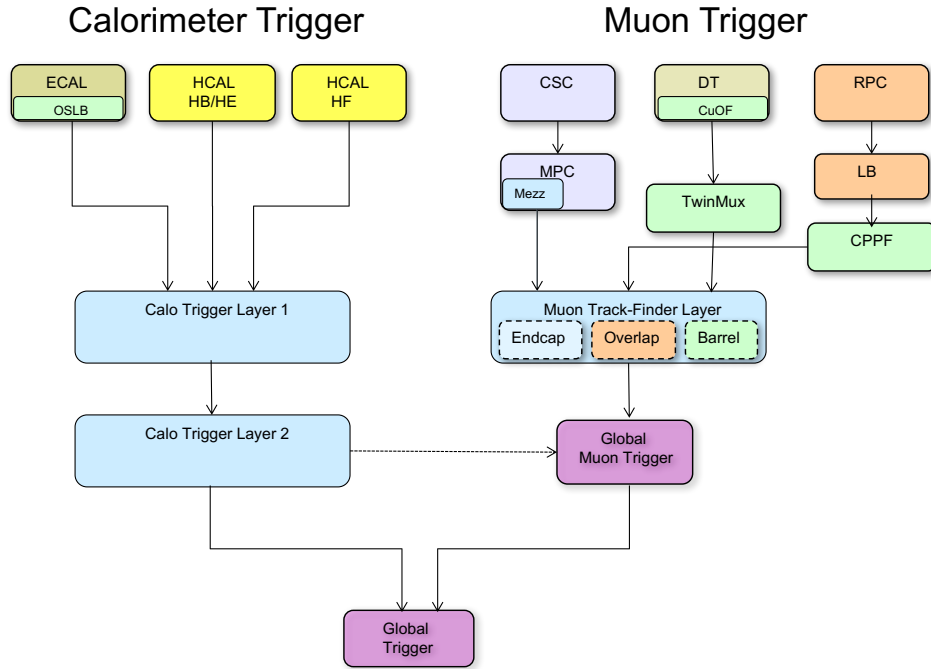 Calorimeter Trigger
Muon Trigger
ECAL
OSLB
HCAL
HB/HE
HCAL
HF
CSC
DT
CuOF
RPC
MPC
Mezz
TwinMux
LB
CPPF
Calo Trigger Layer 1
Muon Track-Finder Layer
Endcap
Overlap
Barrel
Calo Trigger Layer 2
Global
Muon Trigger
Global
Trigger